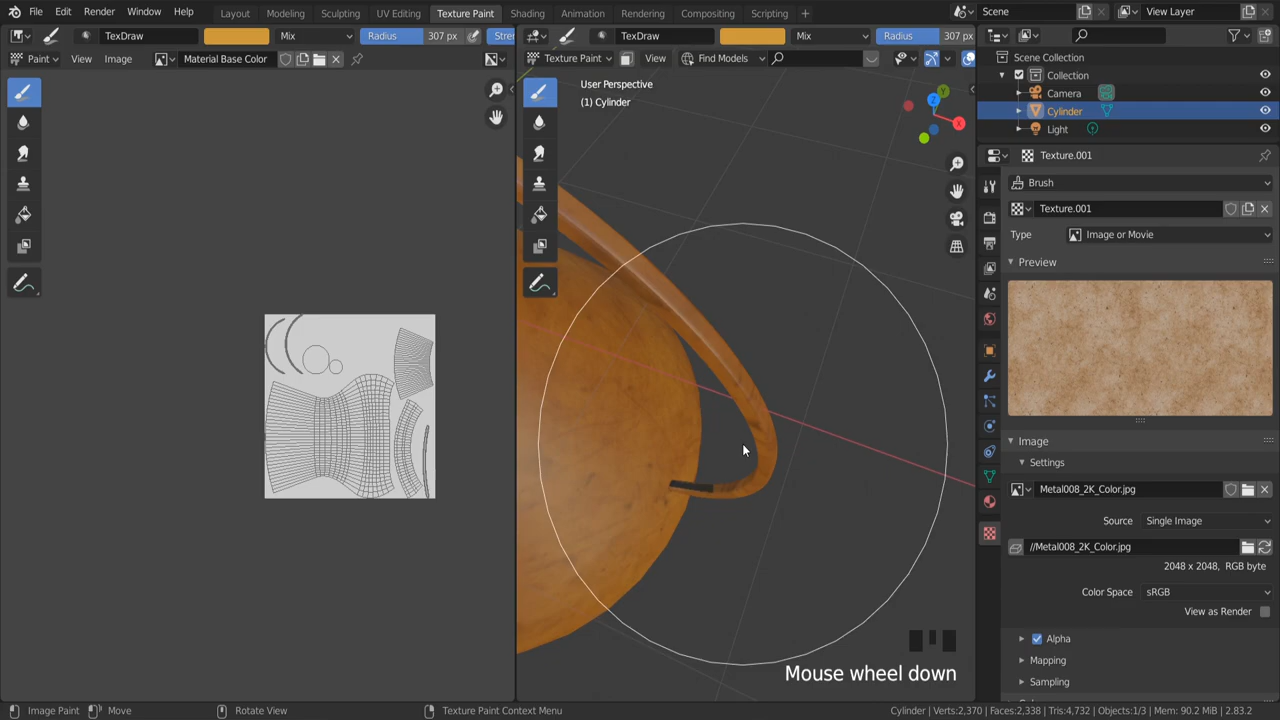 File Edit Render Window Help Layout Modeling Sculpting UV Editing Texture Paint Shading Animation Rendering Compositing Scripting + Scene View Layer
TexDraw Mix Radius 307 px Stren TexDraw Mix Radius 307 px
Paint View Image Material Base Color Texture Paint View Find Models
Scene Collection
Collection
User Perspective
(1) Cylinder
Camera
Cylinder
Light
Texture.001
Brush
Texture.001
Type Image or Movie
Preview
Image
Settings
Metal008_2K_Color.jpg
Source Single Image
//Metal008_2K_Color.jpg
2048 x 2048, RGB byte
Color Space sRGB
View as Render
Alpha
Mapping
Sampling
Mouse wheel down
Image Paint Move Rotate View Texture Paint Context Menu Cylinder | Verts:2,370 | Faces:2,338 | Tris:4,732 | Objects:1/3 | Mem: 90.2 MiB | 2.83.2